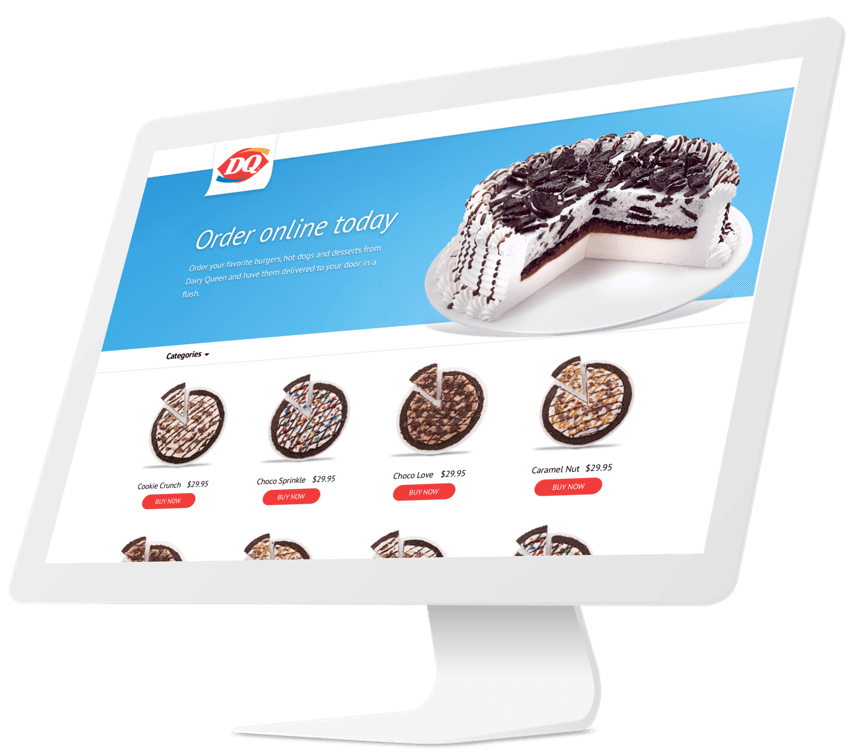 DQ
Order online today
Order your favorite burgers, hot dogs and desserts from
Dairy Queen and have them delivered to your door in a
flash.
Categories
Cookie Crunch $29.95
BUY NOW
Choco Sprinkle $29.95
BUY NOW
Choco Love $29.95
BUY NOW
Caramel Nut $29.95
BUY NOW